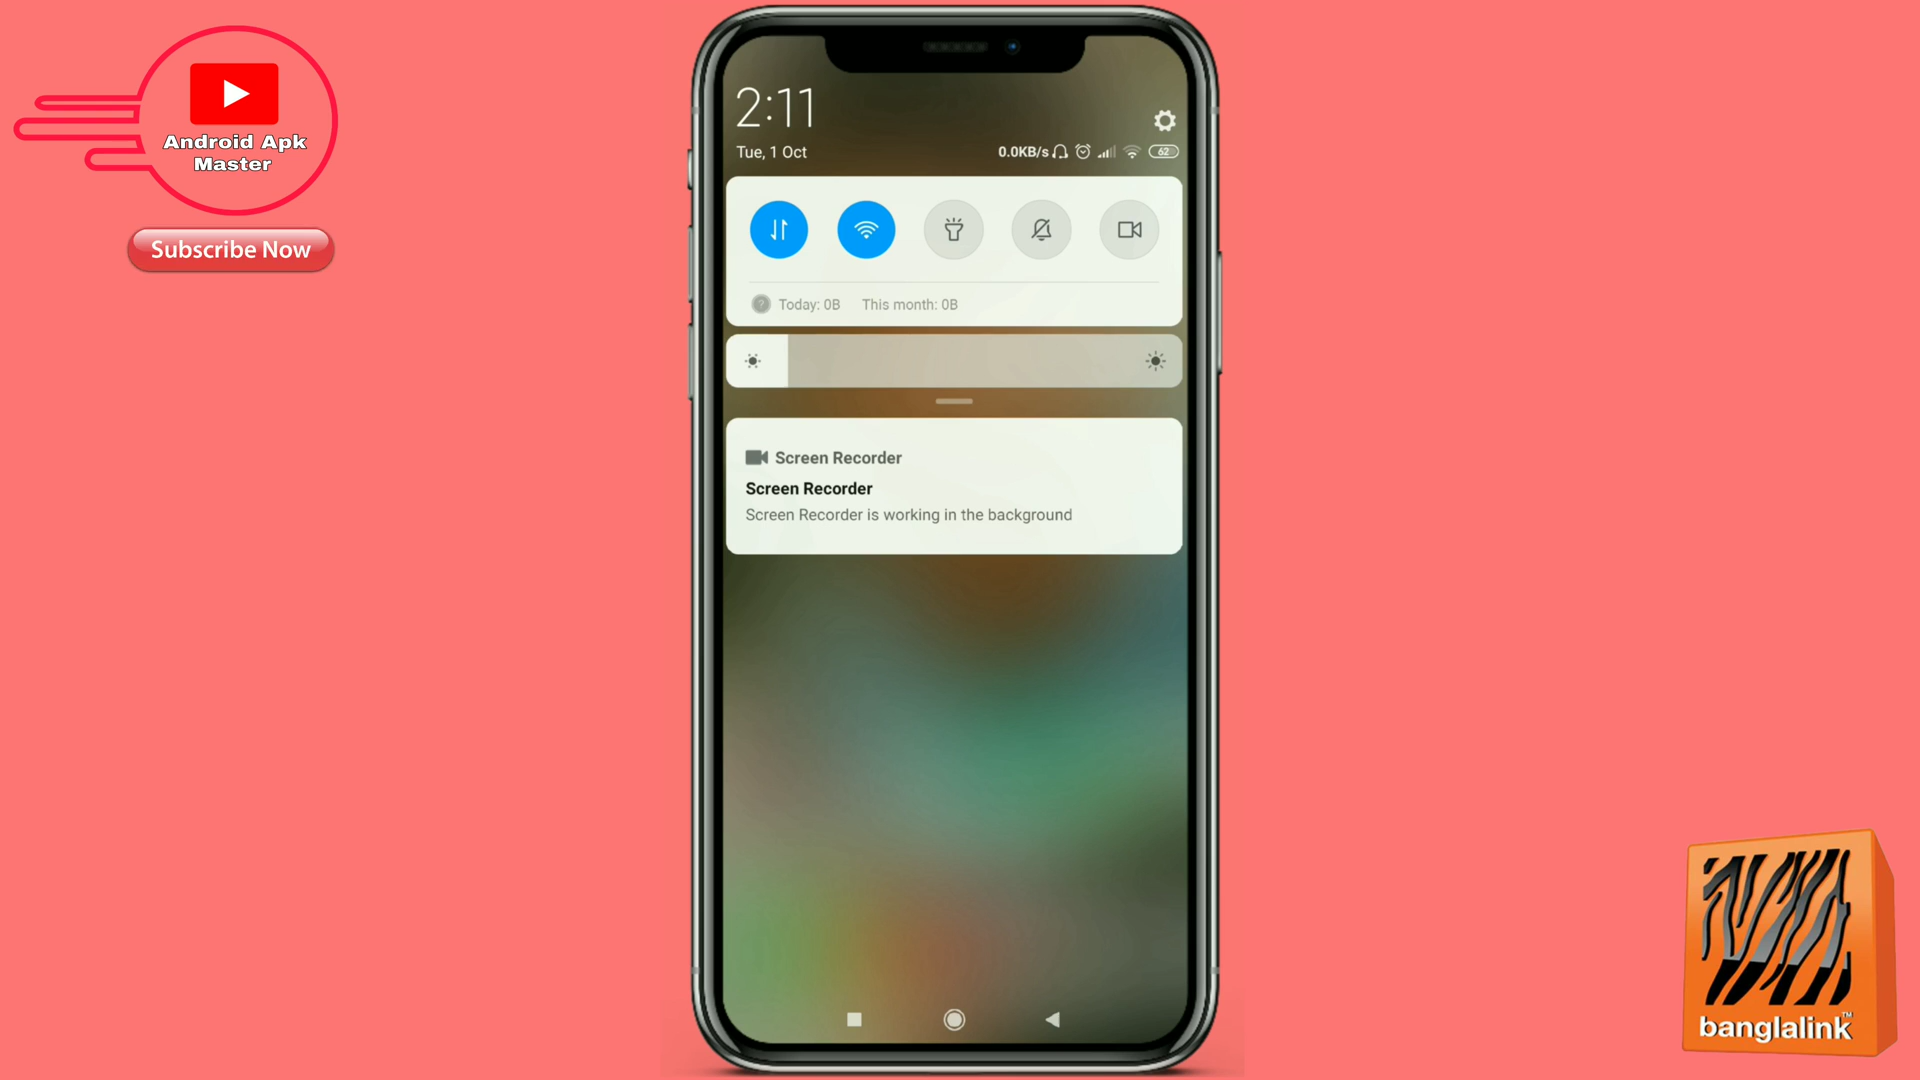 Android Apk
Master
Subscribe Now
2:11
Tue, 1 Oct
0.0KB/s
62
Today: 0B This month: 0B
Screen Recorder
Screen Recorder
Screen Recorder is working in the background
banglalink™